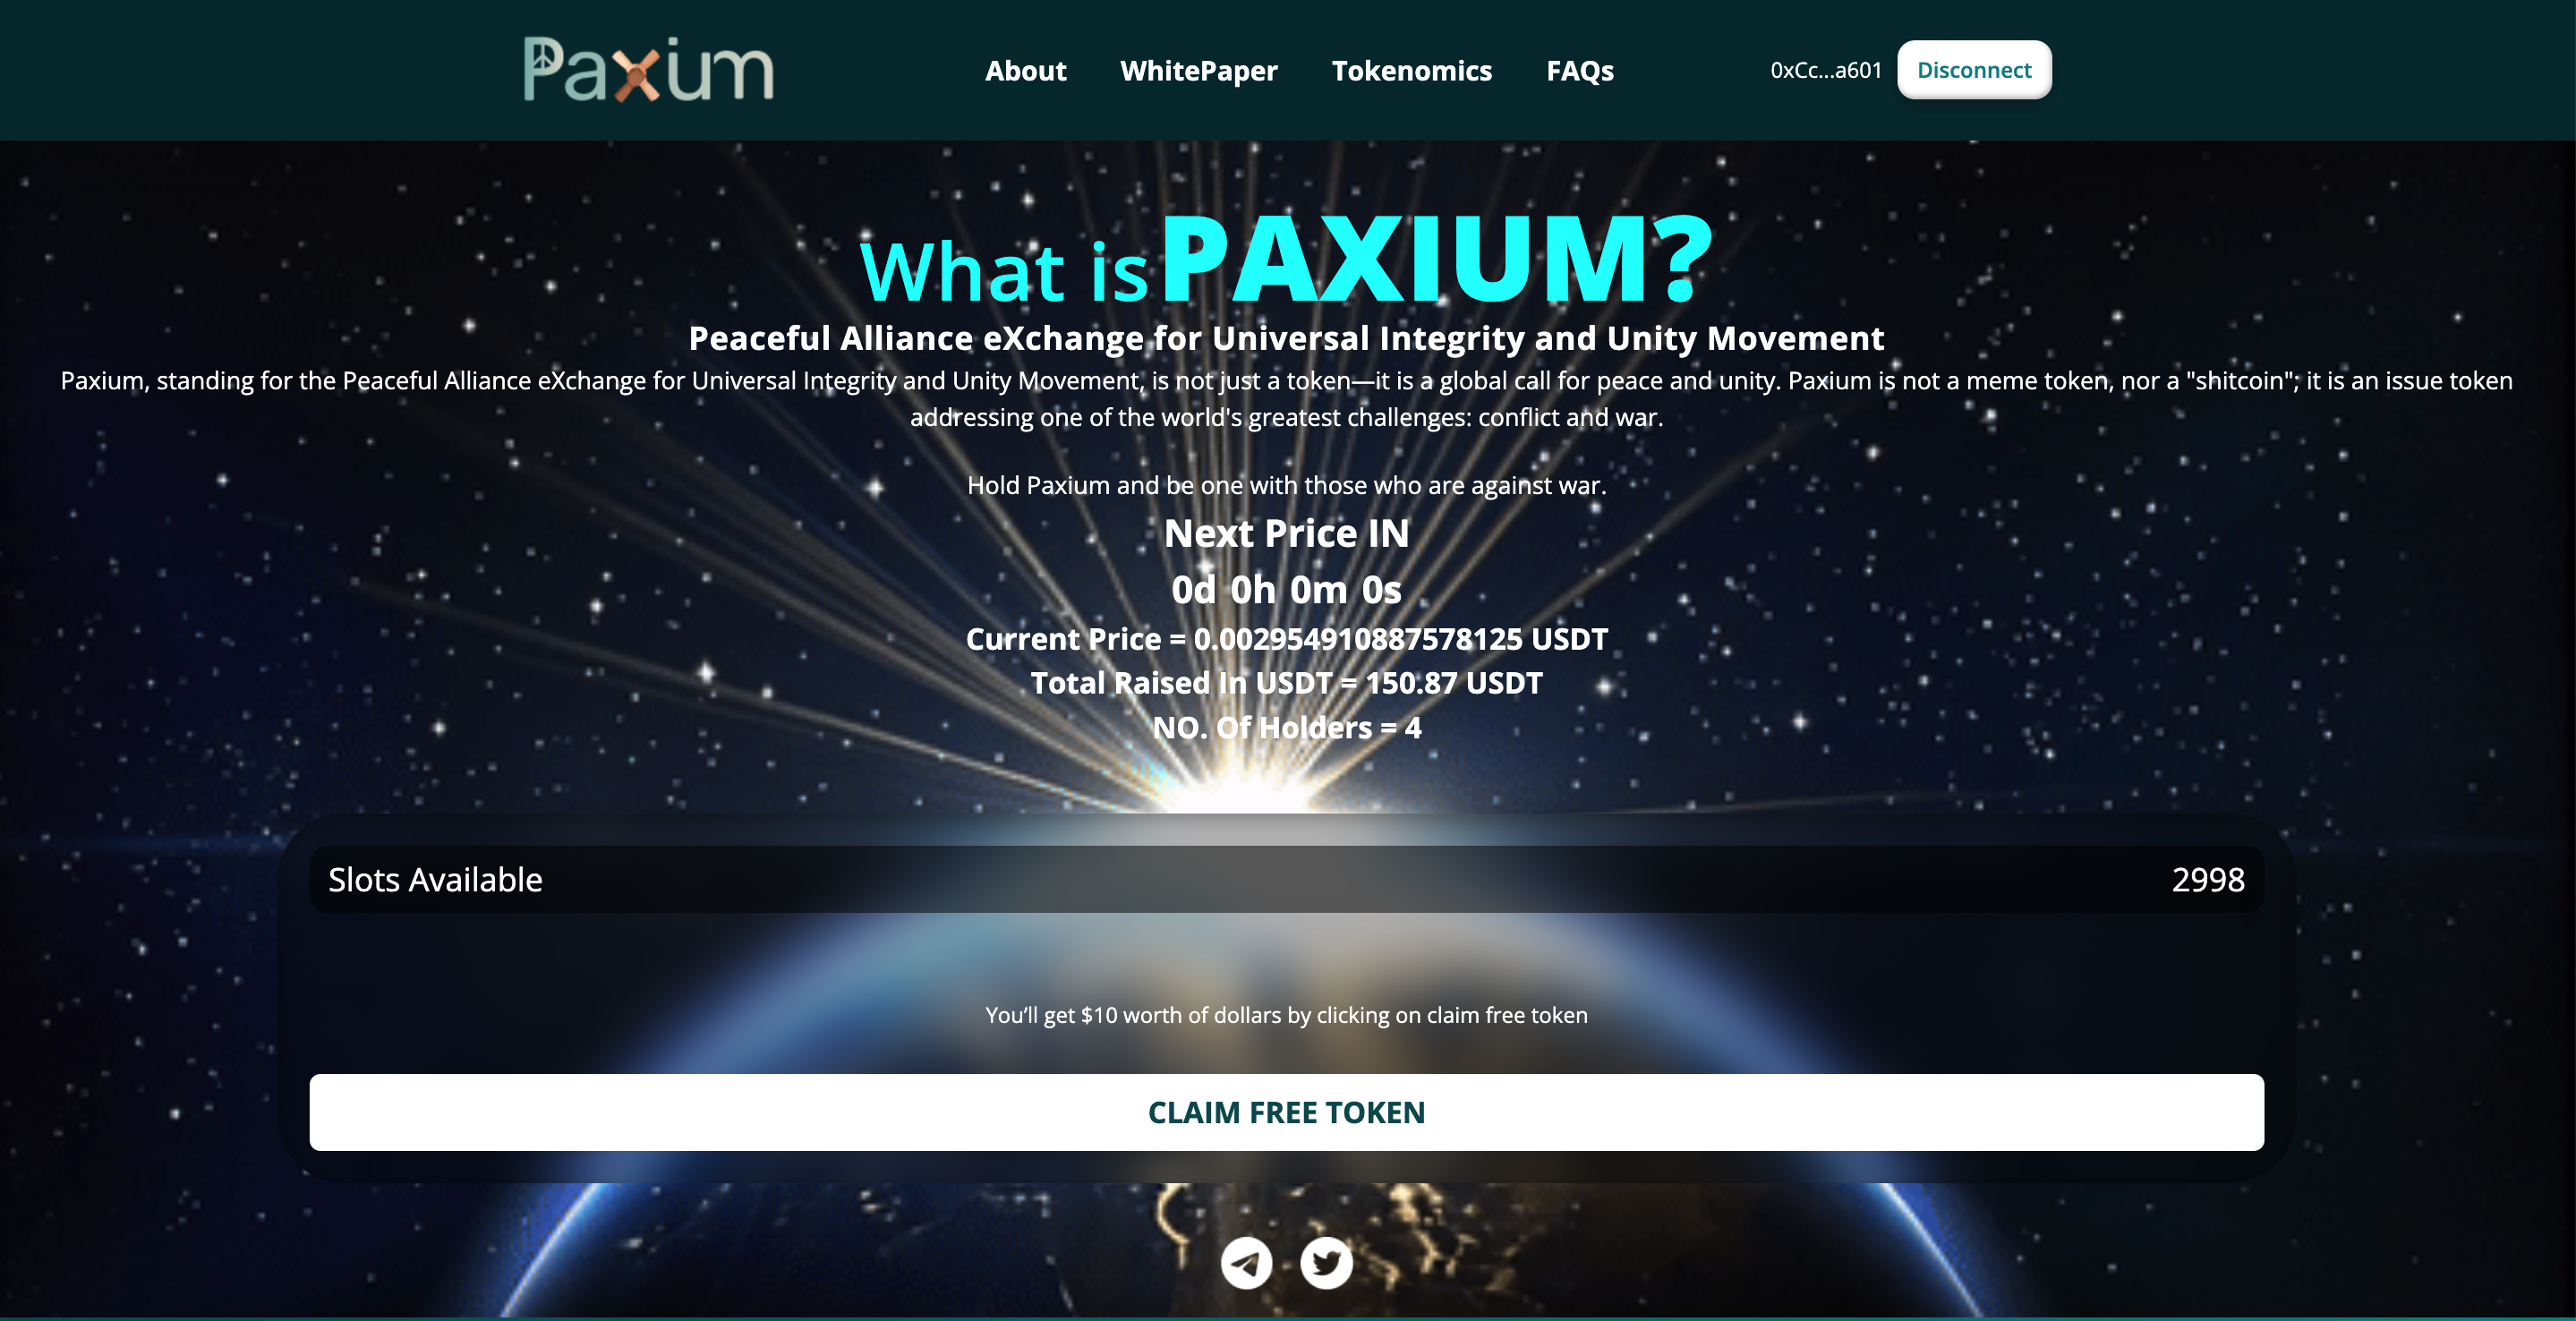 Paxium
About WhitePaper Tokenomics FAQs 0xCc...a601 Disconnect
What is PAXIUM?
Peaceful Alliance eXchange for Universal Integrity and Unity Movement
Paxium, standing for the Peaceful Alliance eXchange for Universal Integrity and Unity Movement, is not just a token—it is a global call for peace and unity. Paxium is not a meme token, nor a "shitcoin"; it is an issue token
addressing one of the world's greatest challenges: conflict and war.
Hold Paxium and be one with those who are against war.
Next Price IN
0d 0h 0m 0s
Current Price = 0.002954910887578125 USDT
Total Raised In USDT = 150.87 USDT
NO. Of Holders = 4
Slots Available 2998
You’ll get $10 worth of dollars by clicking on claim free token
CLAIM FREE TOKEN